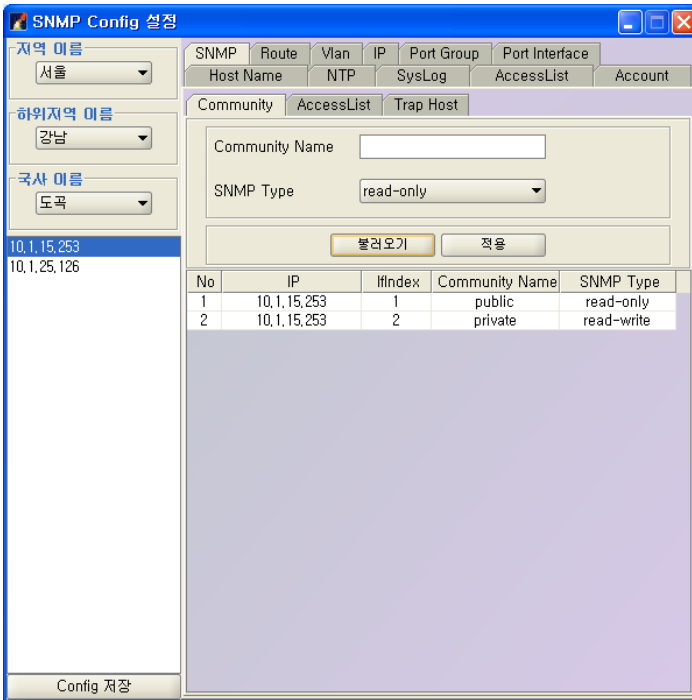 SNMP Config 설정
지역 이름
서울
하위지역 이름
강남
국사 이름
도곡
10,1,15,253
10,1,25,126
Config 저장
SNMP Route Vlan IP Port Group Port Interface
Host Name NTP SysLog AccessList Account
Community AccessList Trap Host
Community Name
SNMP Type read-only
불러오기 적용
No IP IfIndex Community Name SNMP Type
1 10,1,15,253 1 public read-only
2 10,1,15,253 2 private read-write